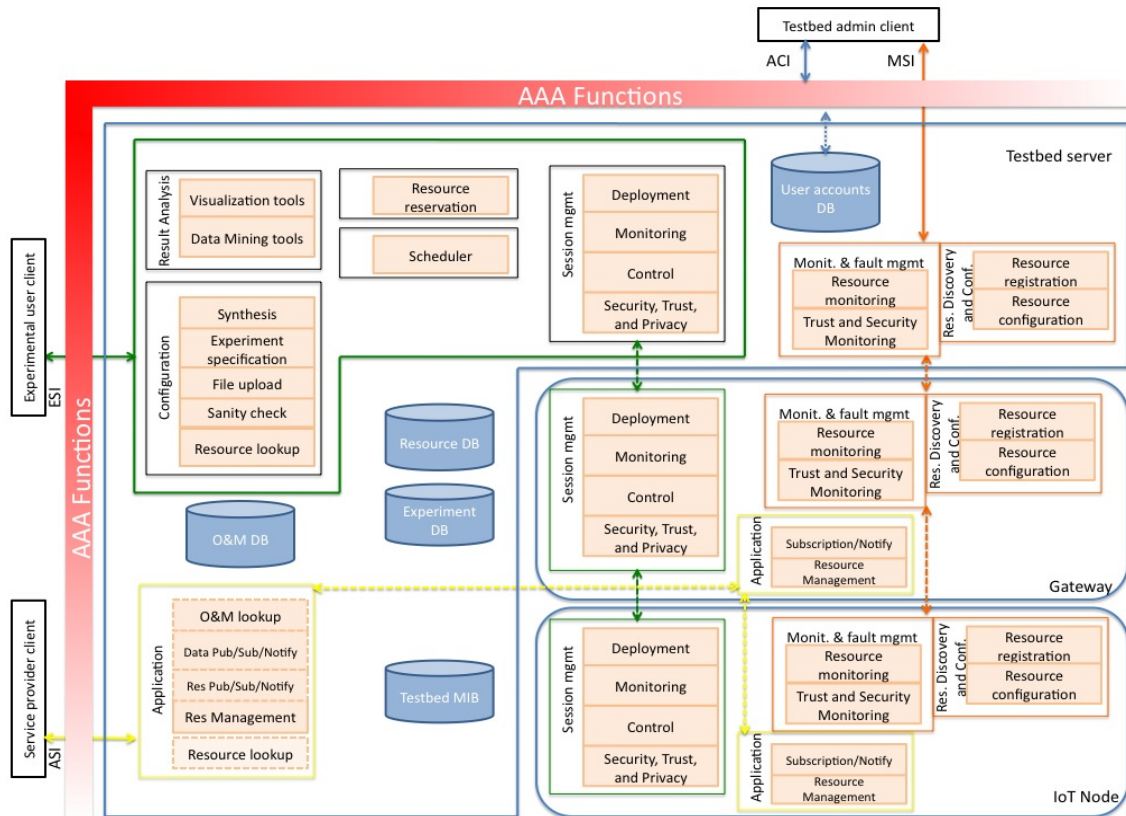 Testbed admin client
ACI
MSI
AAA Functions
Testbed server
User accounts
DB
Result Analysis
Visualization tools
Data Mining tools
Resource
reservation
Scheduler
Session mgmt
Deployment
Monitoring
Control
Security, Trust,
and Privacy
Monit. & fault mgmt
Resource
monitoring
Trust and Security
Monitoring
Res. Discovery
and Conf.
Resource
registration
Resource
configuration
Experimental user client
ESI
AAA Functions
Configuration
Synthesis
Experiment
specification
File upload
Sanity check
Resource lookup
Resource DB
Experiment
DB
O&M DB
Session mgmt
Deployment
Monitoring
Control
Security, Trust,
and Privacy
Monit. & fault mgmt
Resource
monitoring
Trust and Security
Monitoring
Res. Discovery
and Conf.
Resource
registration
Resource
configuration
Application
Subscription/Notify
Resource
Management
Gateway
Service provider client
ASI
Application
O&M lookup
Data Pub/Sub/Notify
Res Pub/Sub/Notify
Res Management
Resource lookup
Testbed MIB
Session mgmt
Deployment
Monitoring
Control
Security, Trust,
and Privacy
Monit. & fault mgmt
Resource
monitoring
Trust and Security
Monitoring
Res. Discovery
and Conf.
Resource
registration
Resource
configuration
Application
Subscription/Notify
Resource
Management
IoT Node